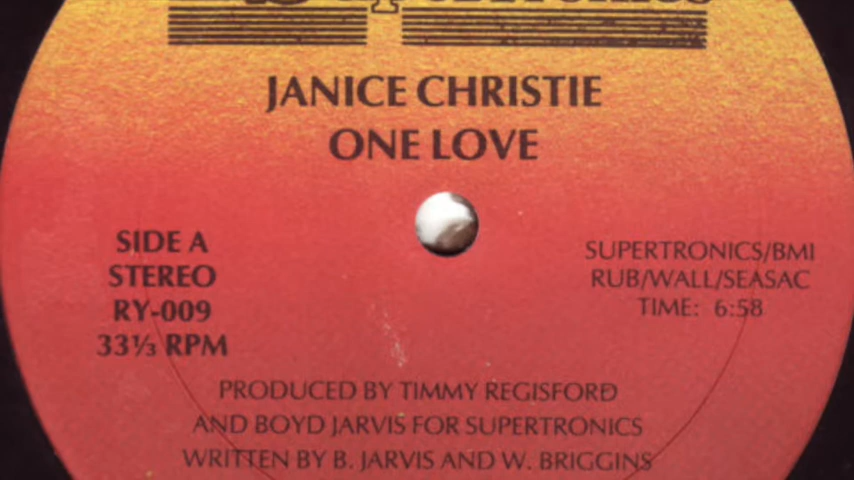 Supertronics
JANICE CHRISTIE
ONE LOVE
SIDE A
STEREO
RY-009
33⅓ RPM
SUPERTRONICS/BMI
RUB/WALL/SEASAC
TIME: 6:58
PRODUCED BY TIMMY REGISFORD
AND BOYD JARVIS FOR SUPERTRONICS
WRITTEN BY B. JARVIS AND W. BRIGGINS